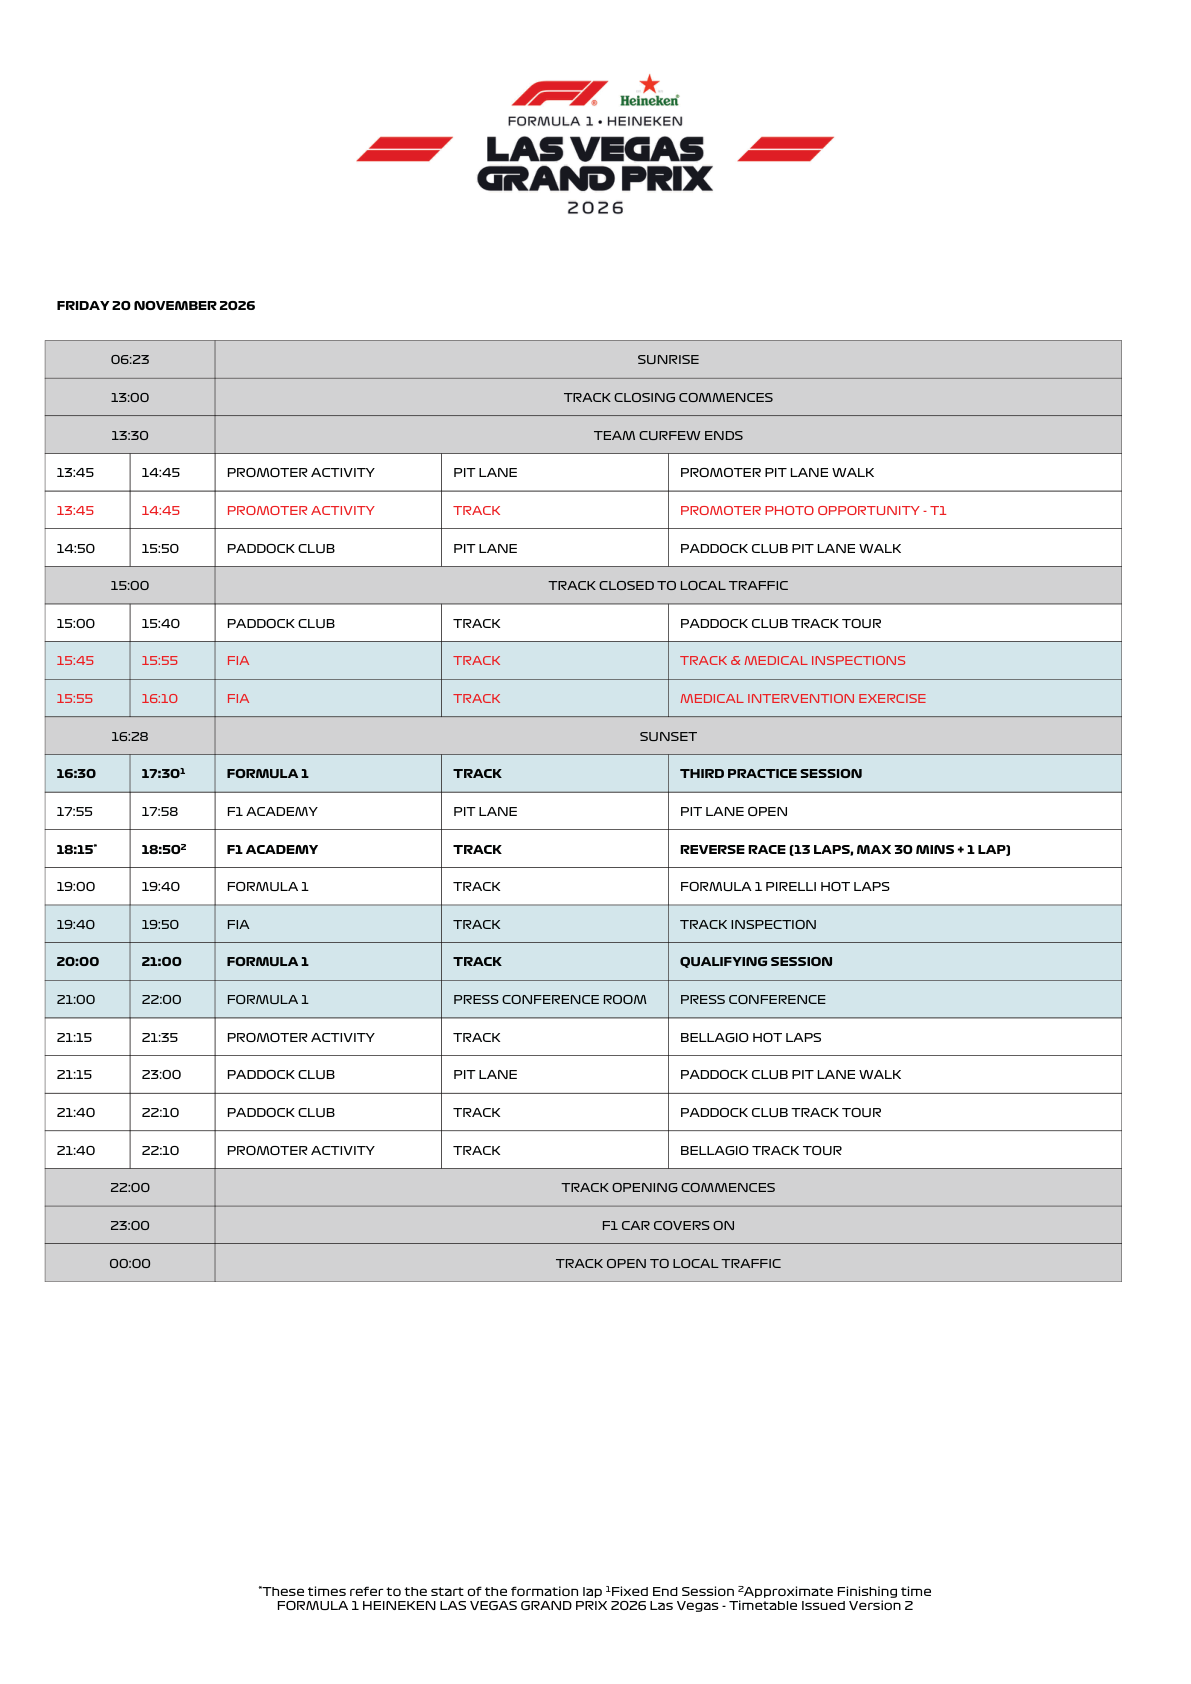 F1®
Heineken®
FORMULA 1 • HEINEKEN
LAS VEGAS
GRAND PRIX
2026
FRIDAY 20 NOVEMBER 2026
06:23 SUNRISE
13:00 TRACK CLOSING COMMENCES
13:30 TEAM CURFEW ENDS
13:45 14:45 PROMOTER ACTIVITY PIT LANE PROMOTER PIT LANE WALK
13:45 14:45 PROMOTER ACTIVITY TRACK PROMOTER PHOTO OPPORTUNITY - T1
14:50 15:50 PADDOCK CLUB PIT LANE PADDOCK CLUB PIT LANE WALK
15:00 TRACK CLOSED TO LOCAL TRAFFIC
15:00 15:40 PADDOCK CLUB TRACK PADDOCK CLUB TRACK TOUR
15:45 15:55 FIA TRACK TRACK & MEDICAL INSPECTIONS
15:55 16:10 FIA TRACK MEDICAL INTERVENTION EXERCISE
16:28 SUNSET
16:30 17:30¹ FORMULA 1 TRACK THIRD PRACTICE SESSION
17:55 17:58 F1 ACADEMY PIT LANE PIT LANE OPEN
18:15* 18:50² F1 ACADEMY TRACK REVERSE RACE (13 LAPS, MAX 30 MINS + 1 LAP)
19:00 19:40 FORMULA 1 TRACK FORMULA 1 PIRELLI HOT LAPS
19:40 19:50 FIA TRACK TRACK INSPECTION
20:00 21:00 FORMULA 1 TRACK QUALIFYING SESSION
21:00 22:00 FORMULA 1 PRESS CONFERENCE ROOM PRESS CONFERENCE
21:15 21:35 PROMOTER ACTIVITY TRACK BELLAGIO HOT LAPS
21:15 23:00 PADDOCK CLUB PIT LANE PADDOCK CLUB PIT LANE WALK
21:40 22:10 PADDOCK CLUB TRACK PADDOCK CLUB TRACK TOUR
21:40 22:10 PROMOTER ACTIVITY TRACK BELLAGIO TRACK TOUR
22:00 TRACK OPENING COMMENCES
23:00 F1 CAR COVERS ON
00:00 TRACK OPEN TO LOCAL TRAFFIC
*These times refer to the start of the formation lap ¹Fixed End Session ²Approximate Finishing time
FORMULA 1 HEINEKEN LAS VEGAS GRAND PRIX 2026 Las Vegas - Timetable Issued Version 2